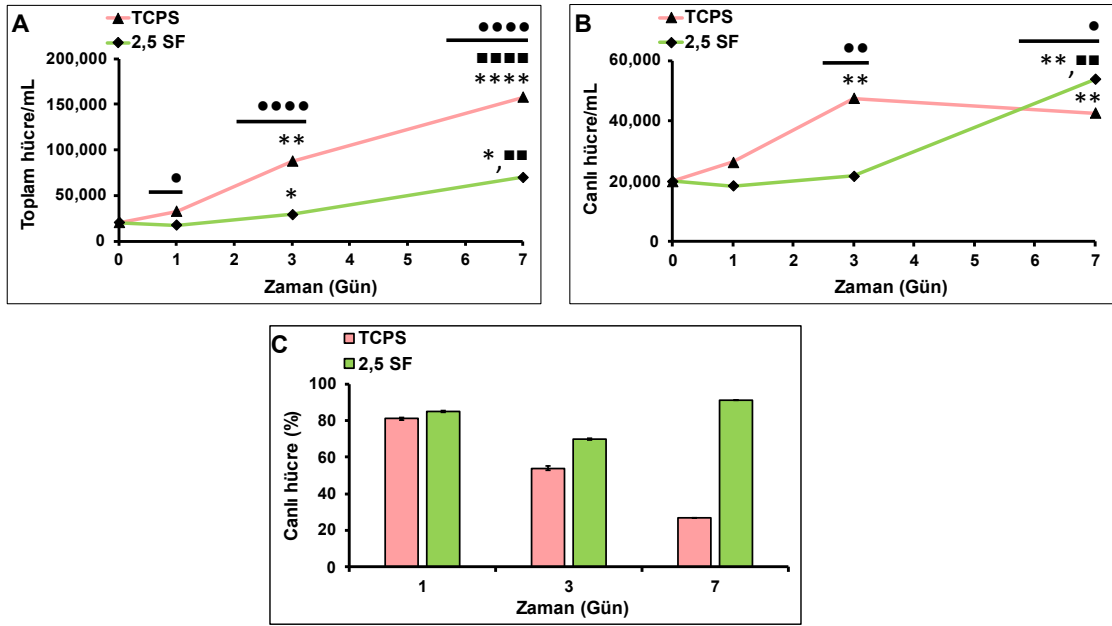 A
TCPS
2,5 SF
Toplam hücre/mL
200,000
150,000
100,000
50,000
0
●●●●
■■■■
****
●●●●
**
●
*
*,■■
0 1 2 3 4 5 6 7
Zaman (Gün)
B
TCPS
2,5 SF
Canlı hücre/mL
60,000
40,000
20,000
0
●
●●
**
**,■■
**
0 1 2 3 4 5 6 7
Zaman (Gün)
C
TCPS
2,5 SF
Canlı hücre (%)
100
80
60
40
20
0
1 3 7
Zaman (Gün)